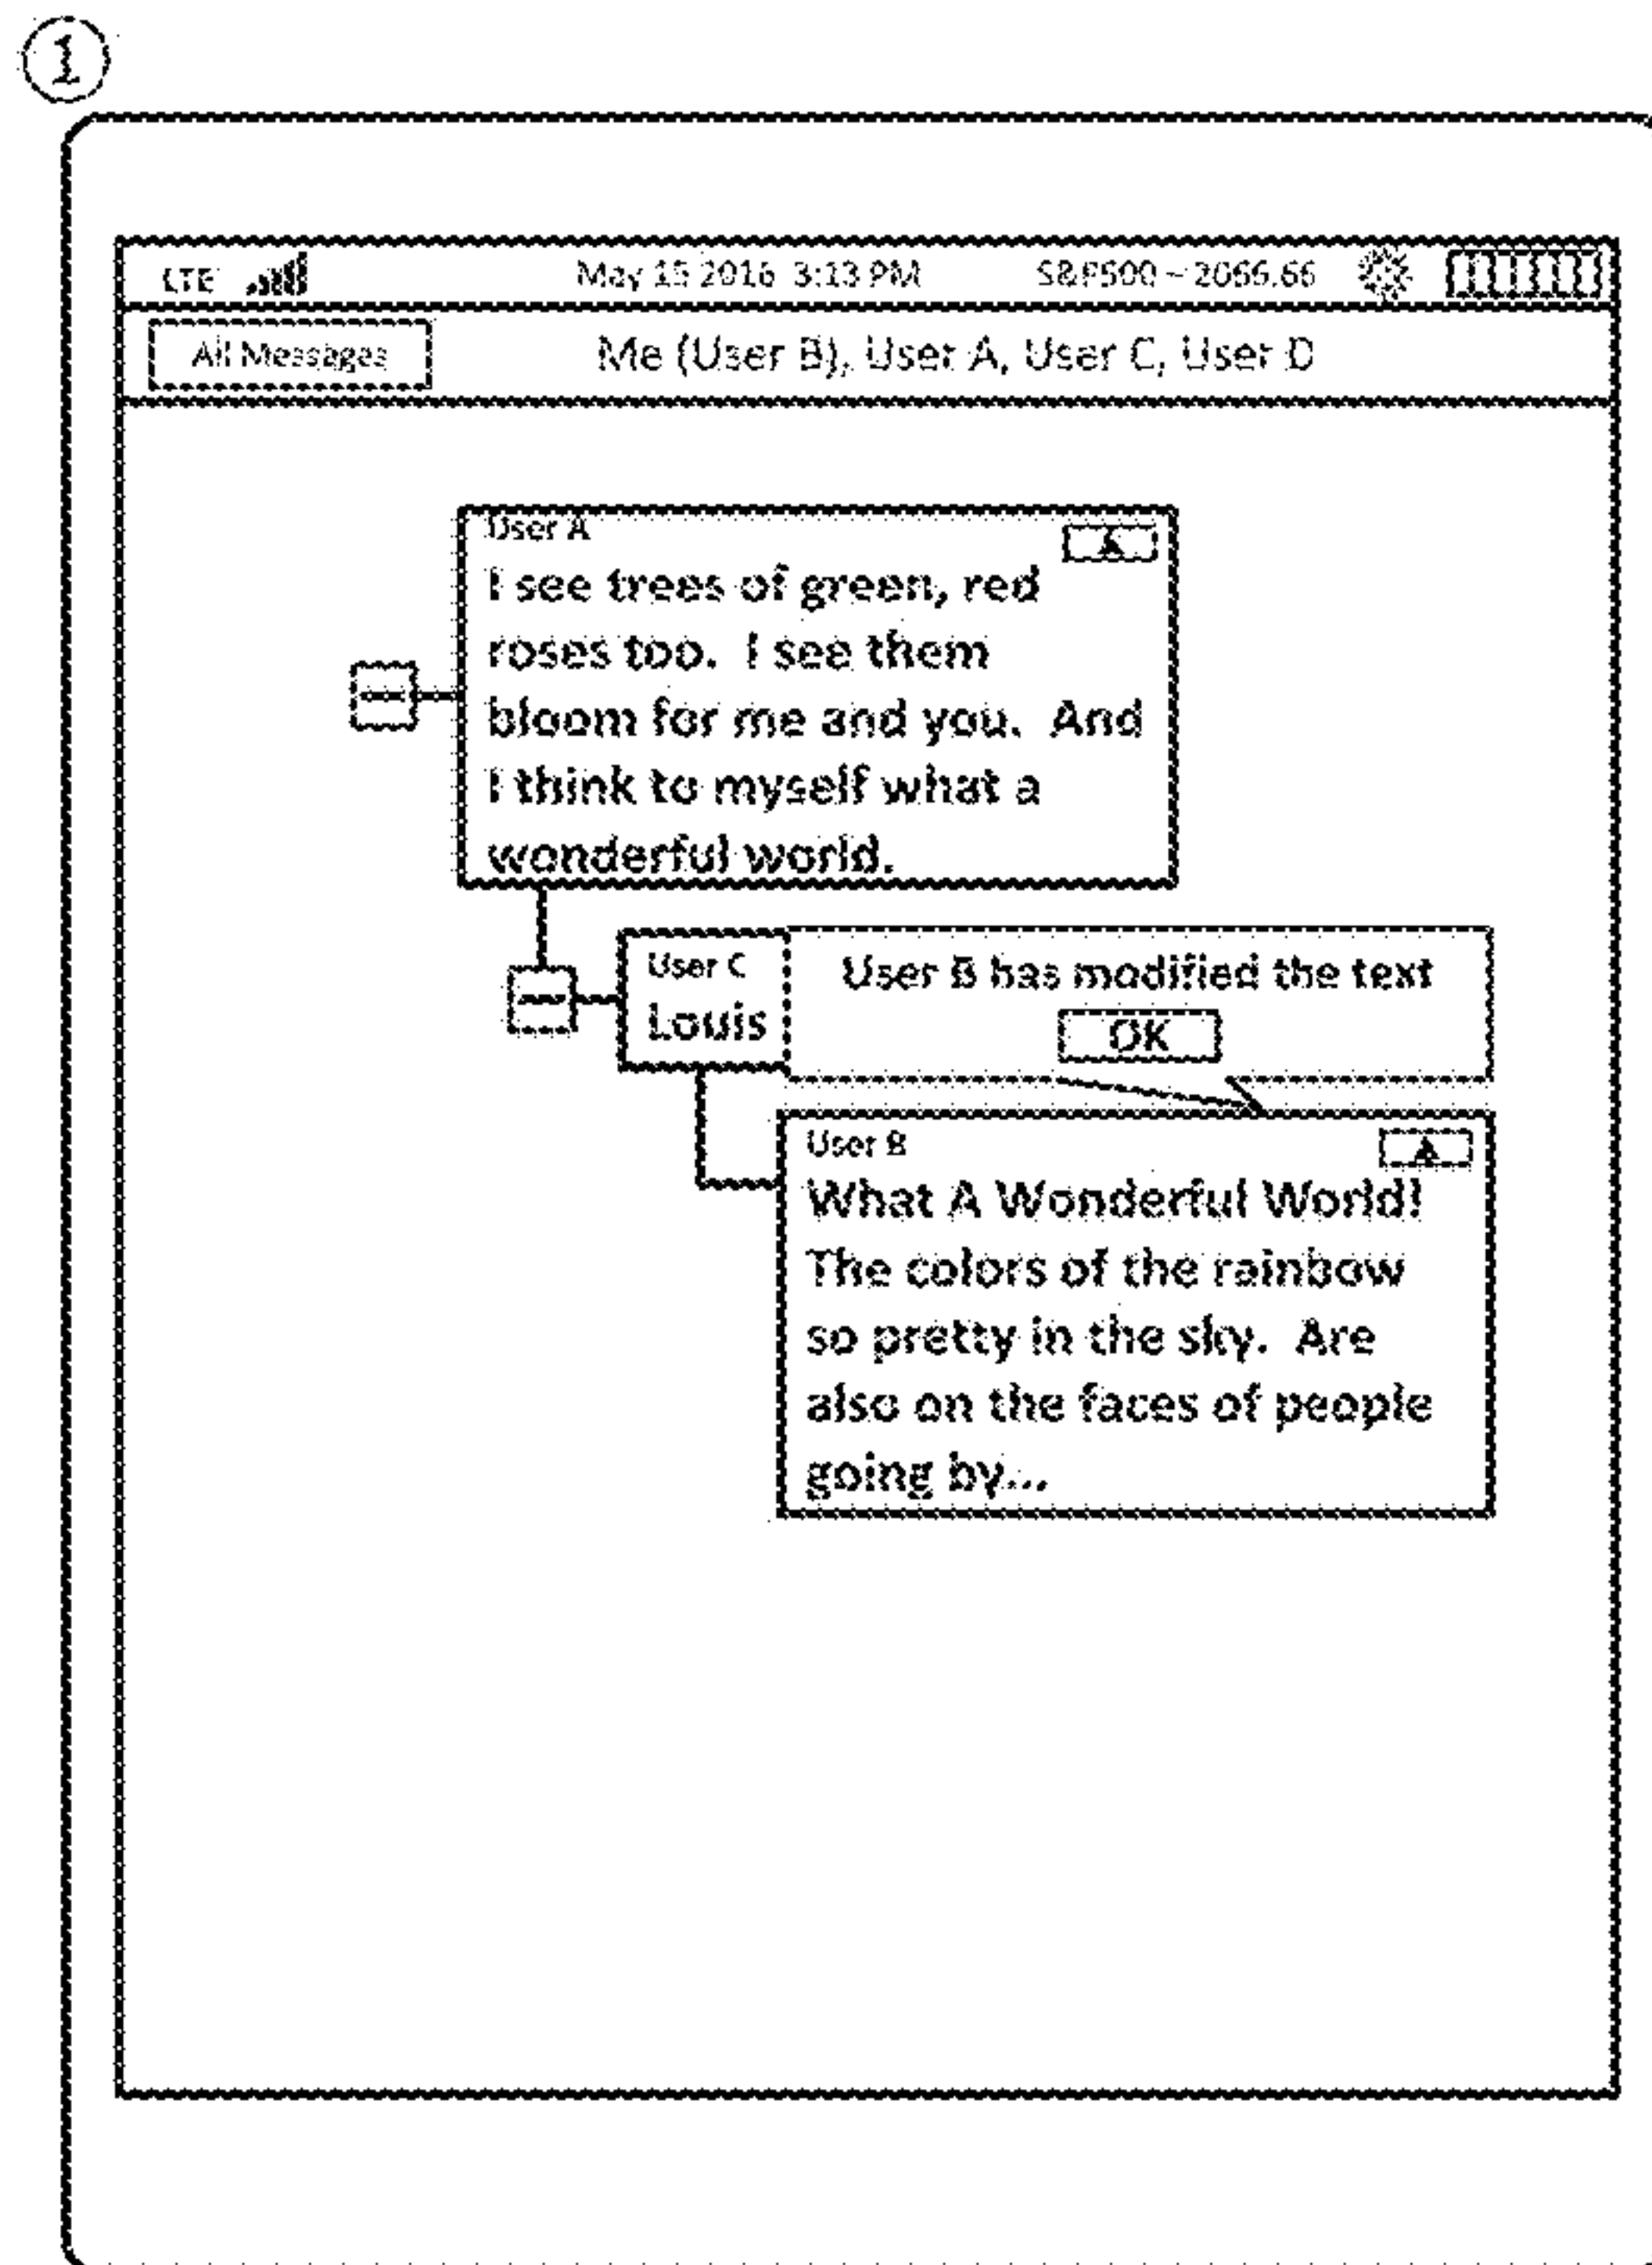 1
LTE May 15 2016 3:13 PM S&P500 – 2066.66
All Messages Me (User B), User A, User C, User D
User A
I see trees of green, red
roses too. I see them
bloom for me and you. And
I think to myself what a
wonderful world.
User C
Louis
User B has modified the text
OK
User B
What A Wonderful World!
The colors of the rainbow
so pretty in the sky. Are
also on the faces of people
going by...